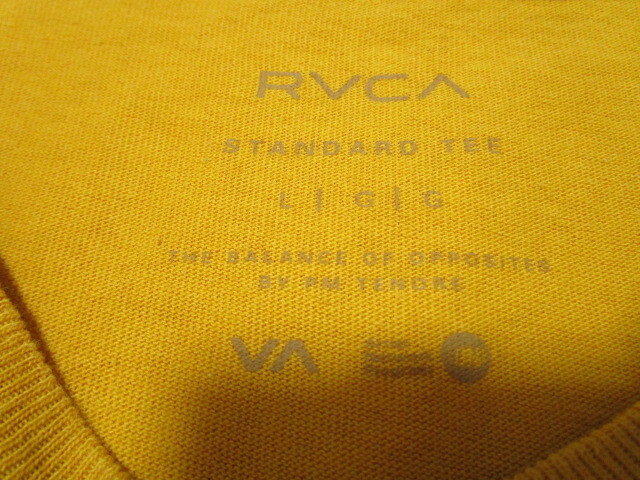 RVCA
STANDARD TEE
L | G | G
THE BALANCE OF OPPOSITES
BY PM TENORE
VA